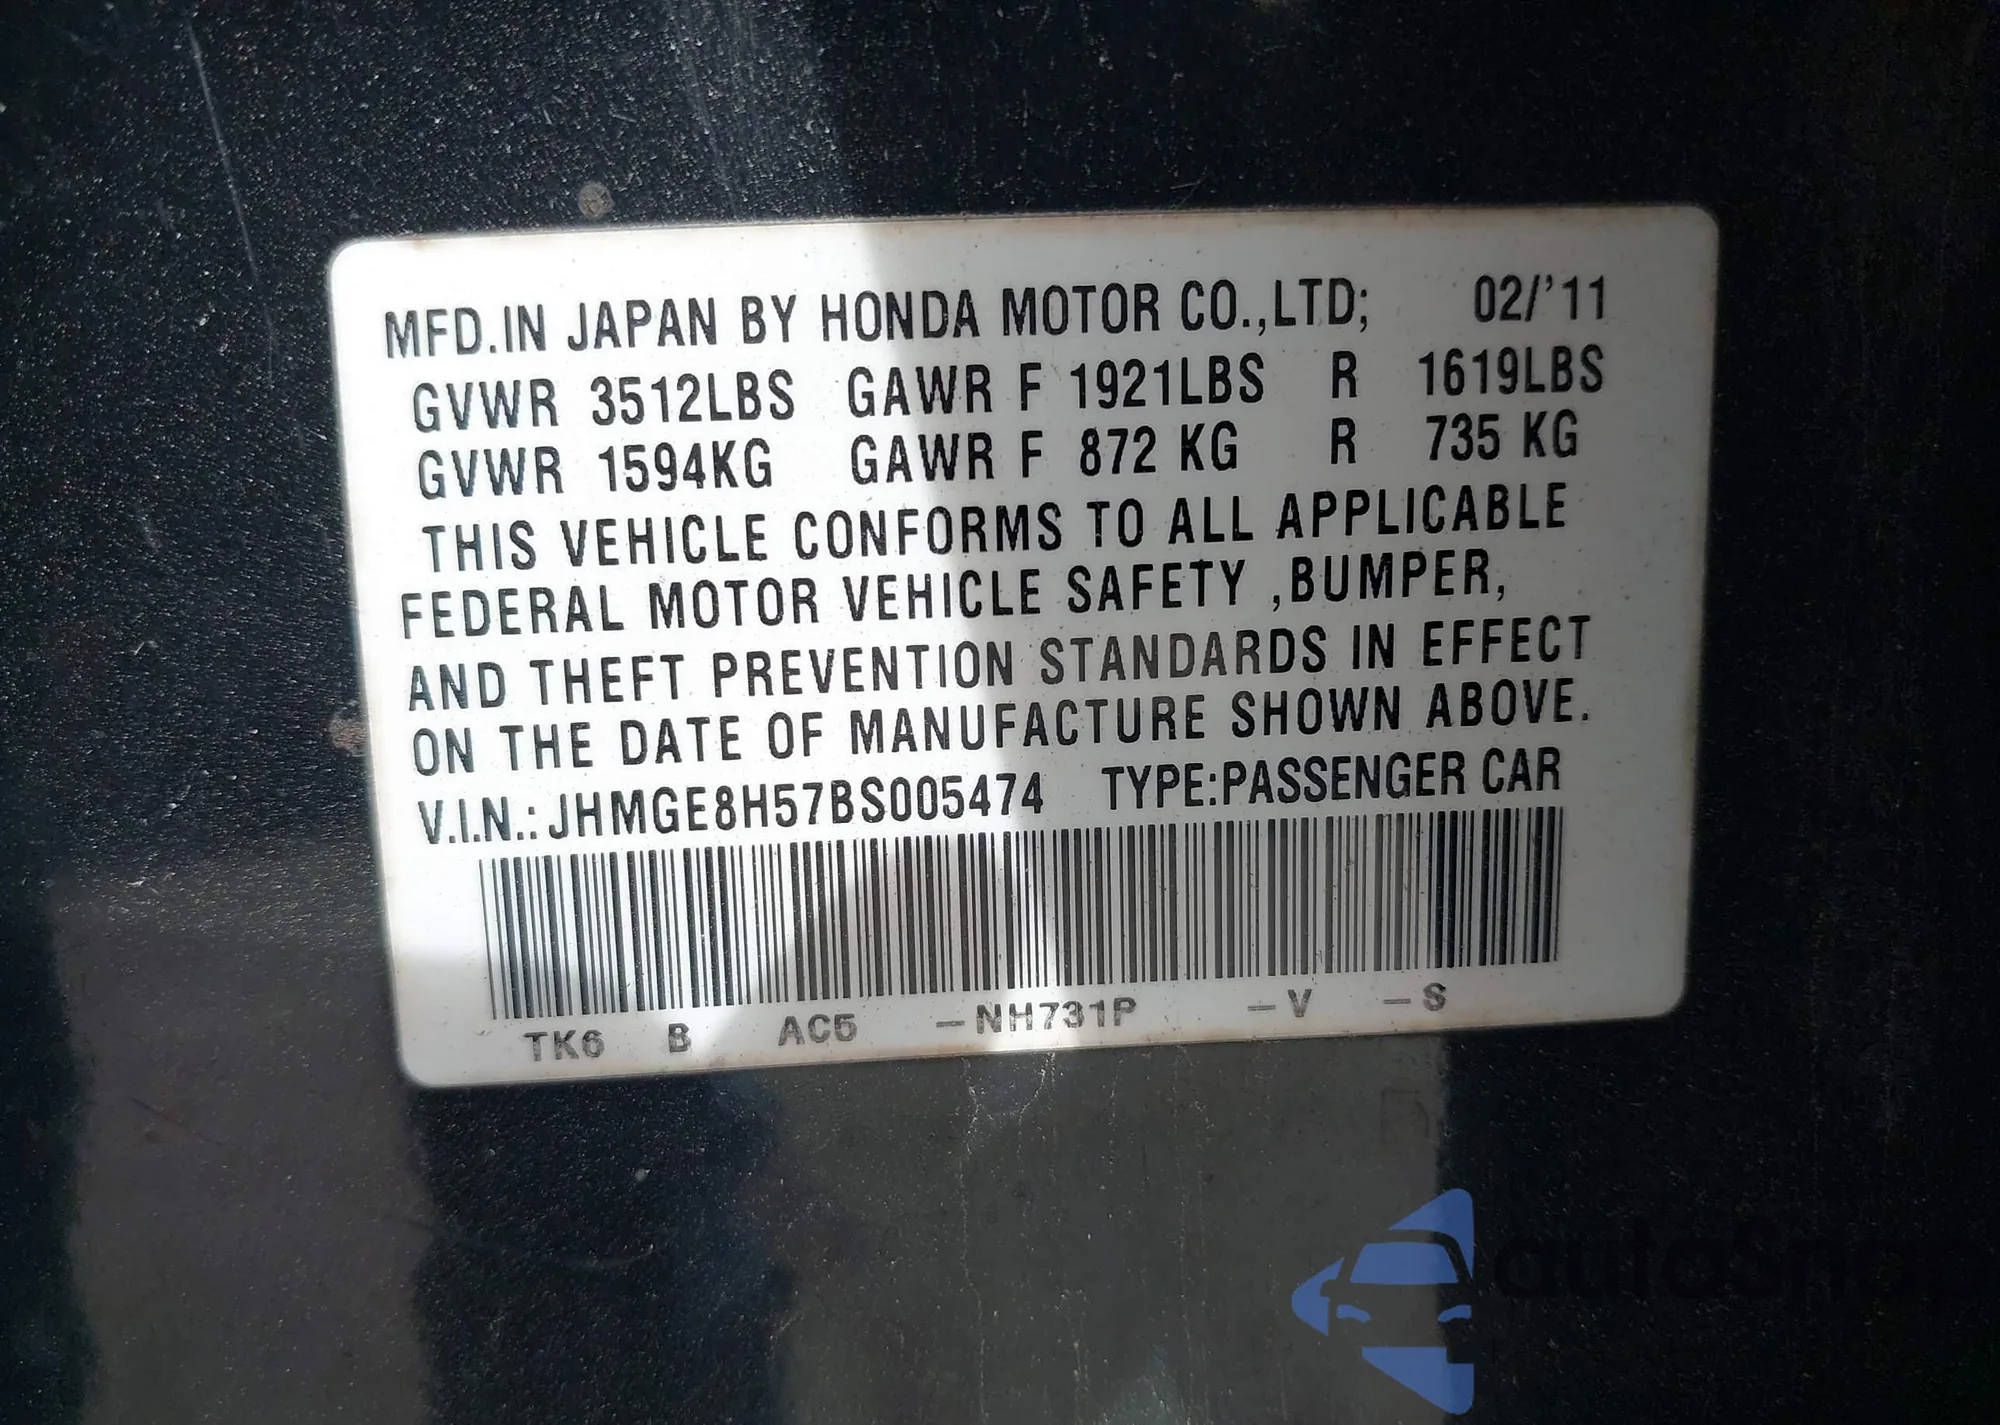 MFD.IN JAPAN BY HONDA MOTOR CO.,LTD; 02/'11
GVWR 3512LBS GAWR F 1921LBS R 1619LBS
GVWR 1594KG GAWR F 872 KG R 735 KG
THIS VEHICLE CONFORMS TO ALL APPLICABLE
FEDERAL MOTOR VEHICLE SAFETY ,BUMPER,
AND THEFT PREVENTION STANDARDS IN EFFECT
ON THE DATE OF MANUFACTURE SHOWN ABOVE.
V.I.N.: JHMGE8H57BS005474 TYPE:PASSENGER CAR
TK6 B AC5 –NH731P –V –S
autoSnap